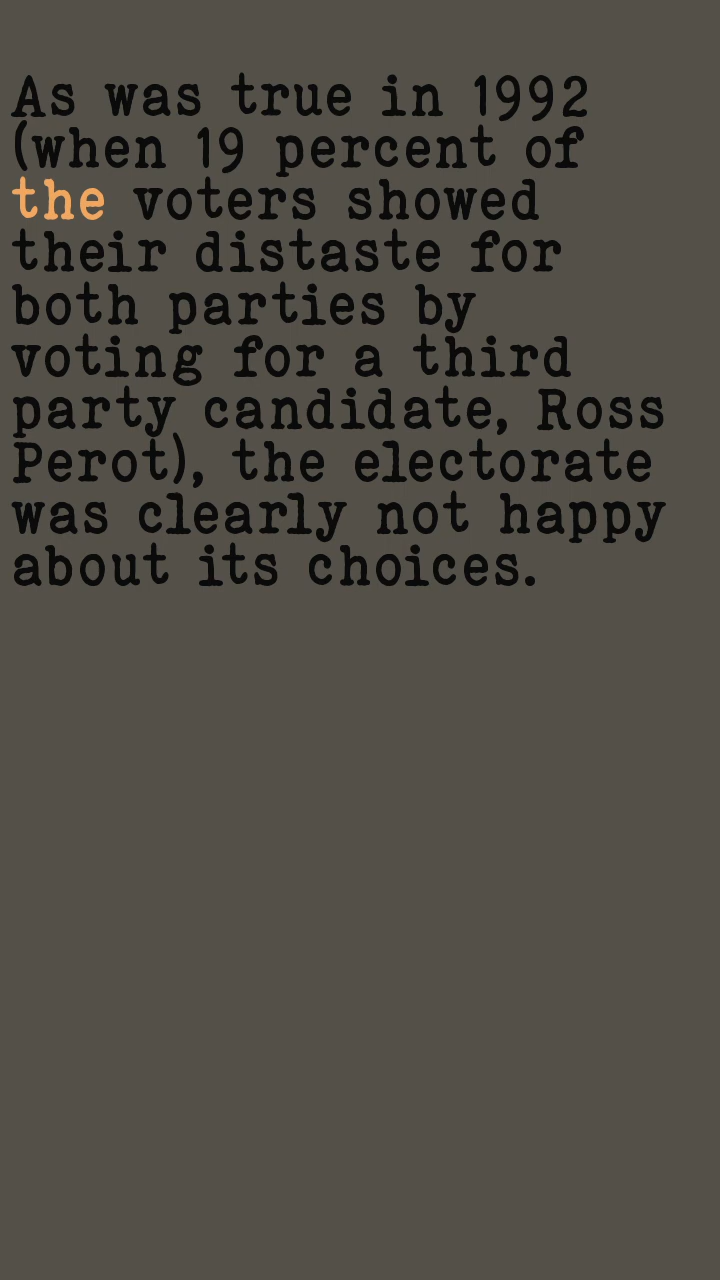 As was true in 1992
(when 19 percent of
the voters showed
their distaste for
both parties by
voting for a third
party candidate, Ross
Perot), the electorate
was clearly not happy
about its choices.